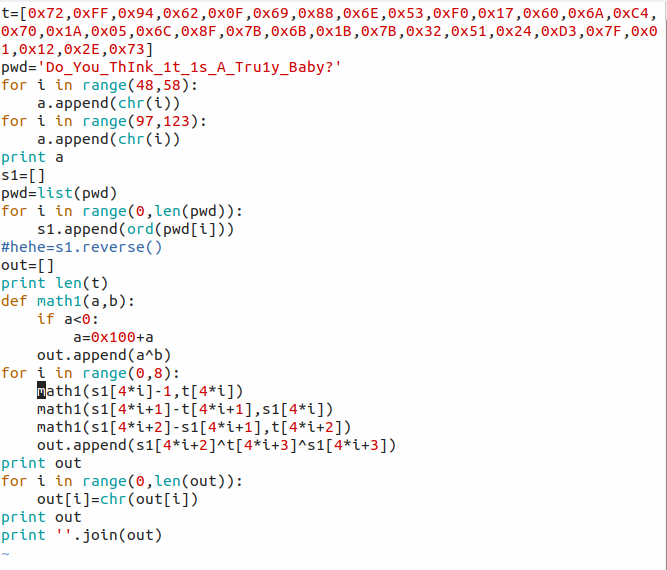 t=[0x72,0xFF,0x94,0x62,0x0F,0x69,0x88,0x6E,0x53,0xF0,0x17,0x60,0x6A,0xC4,
0x70,0x1A,0x05,0x6C,0x8F,0x7B,0x6B,0x1B,0x7B,0x32,0x51,0x24,0xD3,0x7F,0x0
1,0x12,0x2E,0x73]
pwd='Do_You_ThInk_1t_1s_A_Tru1y_Baby?'
for i in range(48,58):
    a.append(chr(i))
for i in range(97,123):
    a.append(chr(i))
print a
s1=[]
pwd=list(pwd)
for i in range(0,len(pwd)):
    s1.append(ord(pwd[i]))
#hehe=s1.reverse()
out=[]
print len(t)
def math1(a,b):
    if a<0:
        a=0x100+a
    out.append(a^b)
for i in range(0,8):
    math1(s1[4*i]-1,t[4*i])
    math1(s1[4*i+1]-t[4*i+1],s1[4*i])
    math1(s1[4*i+2]-s1[4*i+1],t[4*i+2])
    out.append(s1[4*i+2]^t[4*i+3]^s1[4*i+3])
print out
for i in range(0,len(out)):
    out[i]=chr(out[i])
print out
print ''.join(out)
~